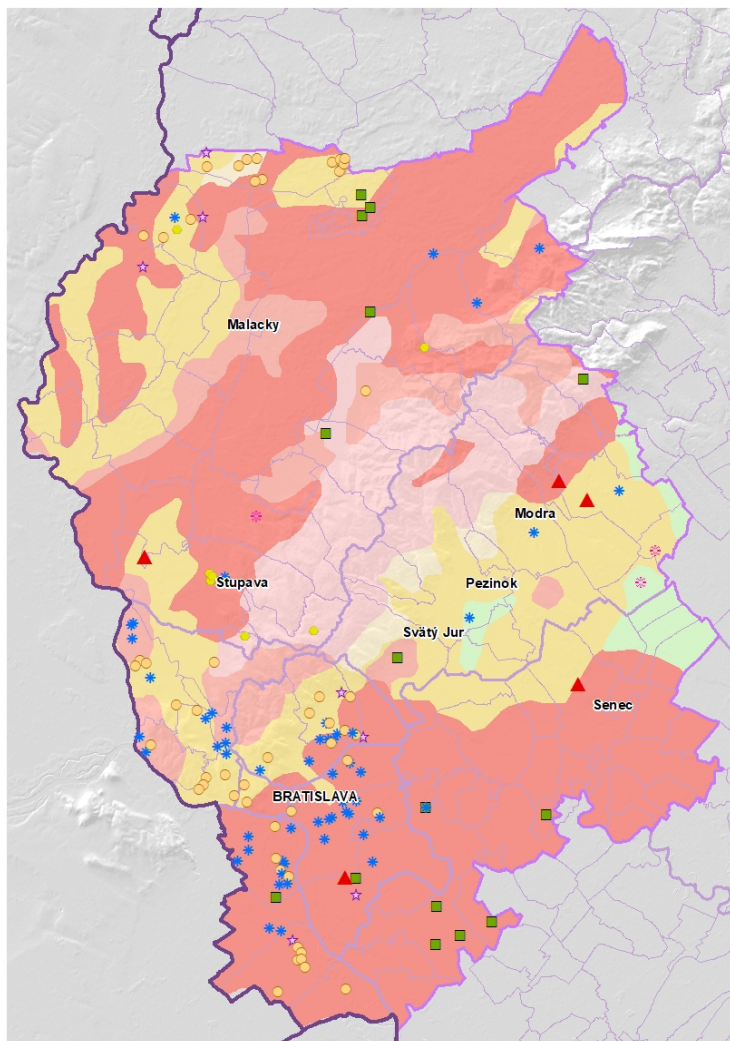 Malacky
Modra
Stupava
Pezinok
Svätý Jur
Senec
BRATISLAVA